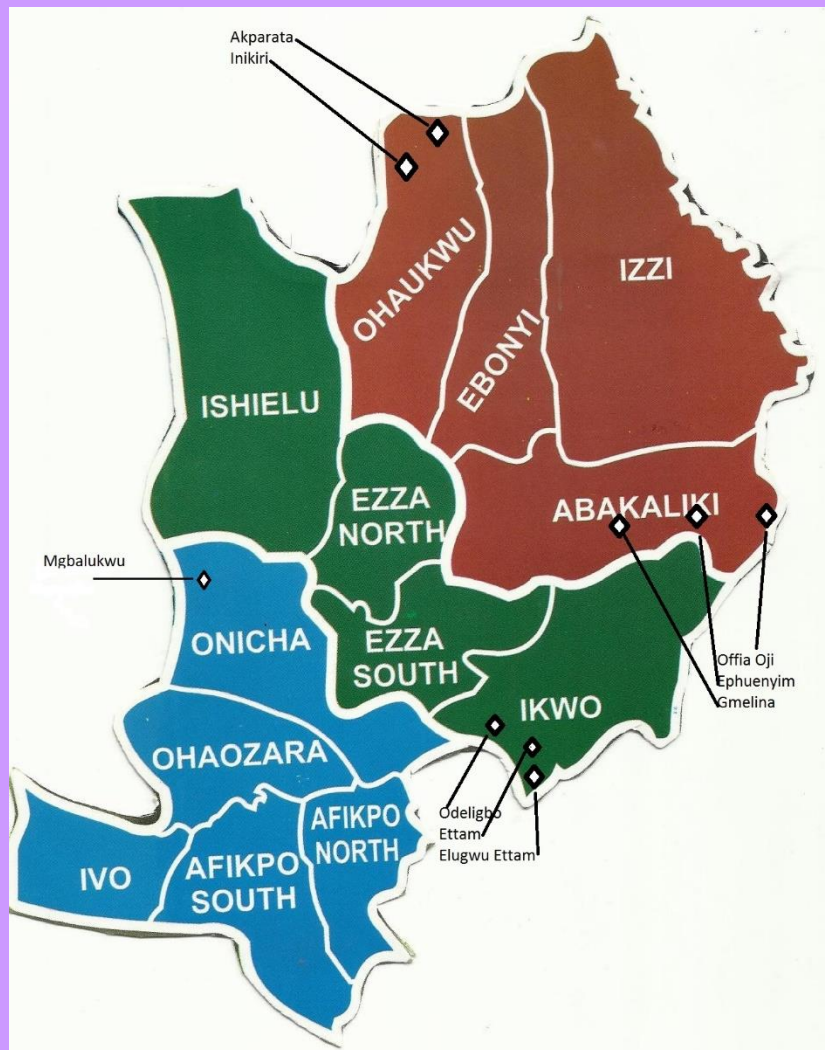 Akparata
Inikiri
OHAUKWU
EBONYI
IZZI
ISHIELU
EZZA
NORTH
ABAKALIKI
Mgbalukwu
ONICHA
EZZA
SOUTH
IKWO
Offia Oji
Ephuenyim
Gmelina
OHAOZARA
Odeligbo
Ettam
Elugwu Ettam
AFIKPO
NORTH
IVO
AFIKPO
SOUTH